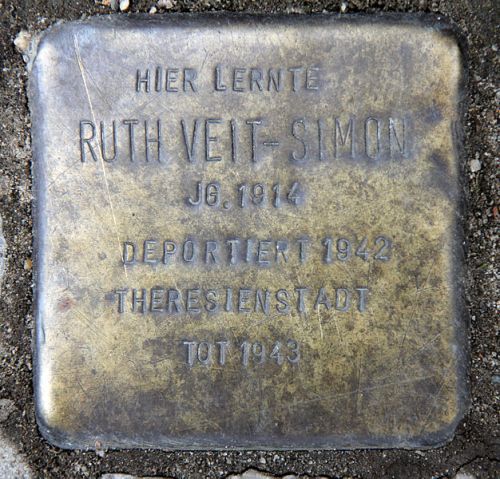 HIER LERNTE
RUTH VEIT-SIMON
JG. 1914
DEPORTIERT 1942
THERESIENSTADT
TOT 1943